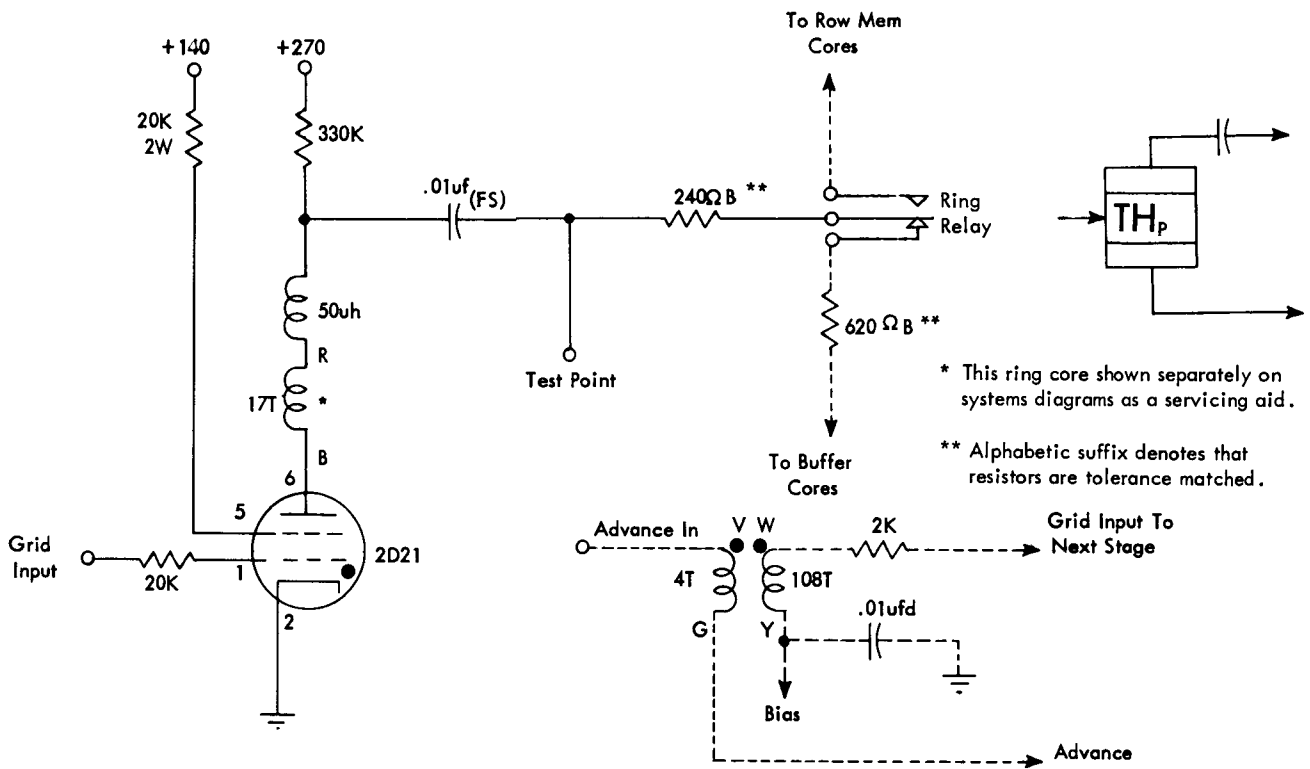 To Row Mem
Cores
+140
+270
20K
2W
330K
.01uf
(FS)
240Ω B **
Ring
Relay
THP
50uh
R
17T
*
B
Test Point
620 Ω B **
To Buffer
Cores
* This ring core shown separately on
systems diagrams as a servicing aid.
** Alphabetic suffix denotes that
resistors are tolerance matched.
6
5
Grid
Input
20K
1
2D21
2
Advance In
V W
2K
Grid Input To
Next Stage
4T
108T
.01ufd
G
Y
Bias
Advance